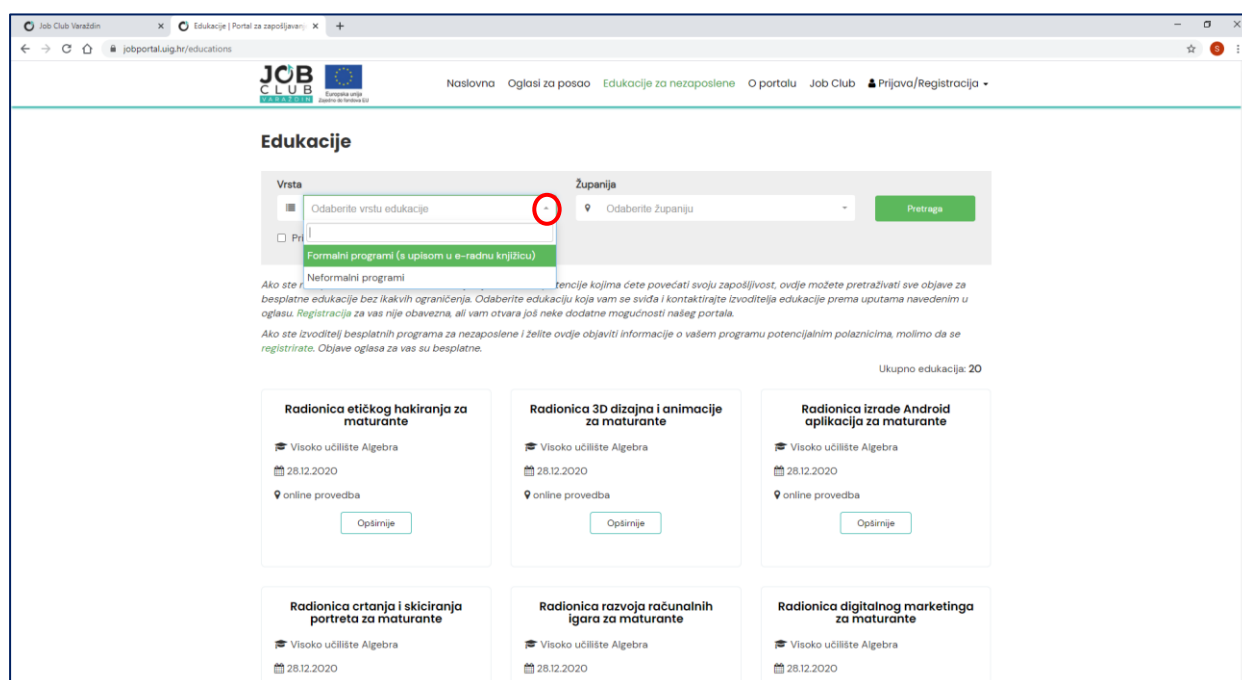 Job Club Varaždin
Edukacije | Portal za zapošljavanj
jobportal.uig.hr/educations
S
JOB
CLUB
VARAŽDIN
Europska unija
Zajedno do fondova EU
Naslovna Oglasi za posao Edukacije za nezaposlene O portalu Job Club Prijava/Registracija
Edukacije
Vrsta Županija
Odaberite vrstu edukacije Odaberite županiju Pretraga
Pri
Formalni programi (s upisom u e-radnu knjižicu)
Neformalni programi
Ako ste tencije kojima ćete povećati svoju zapošljivost, ovdje možete pretraživati sve objave za
besplatne edukacije bez ikakvih ograničenja. Odaberite edukaciju koja vam se sviđa i kontaktirajte izvoditelja edukacije prema uputama navedenim u
oglasu. Registracija za vas nije obavezna, ali vam otvara još neke dodatne mogućnosti našeg portala.
Ako ste izvoditelj besplatnih programa za nezaposlene i želite ovdje objaviti informacije o vašem programu potencijalnim polaznicima, molimo da se
registrirate. Objave oglasa za vas su besplatne.
Ukupno edukacija: 20
Radionica etičkog hakiranja za
maturante
Visoko učilište Algebra
28.12.2020
online provedba
Opširnije
Radionica 3D dizajna i animacije
za maturante
Visoko učilište Algebra
28.12.2020
online provedba
Opširnije
Radionica izrade Android
aplikacija za maturante
Visoko učilište Algebra
28.12.2020
online provedba
Opširnije
Radionica crtanja i skiciranja
portreta za maturante
Visoko učilište Algebra
28.12.2020
Radionica razvoja računalnih
igara za maturante
Visoko učilište Algebra
28.12.2020
Radionica digitalnog marketinga
za maturante
Visoko učilište Algebra
28.12.2020